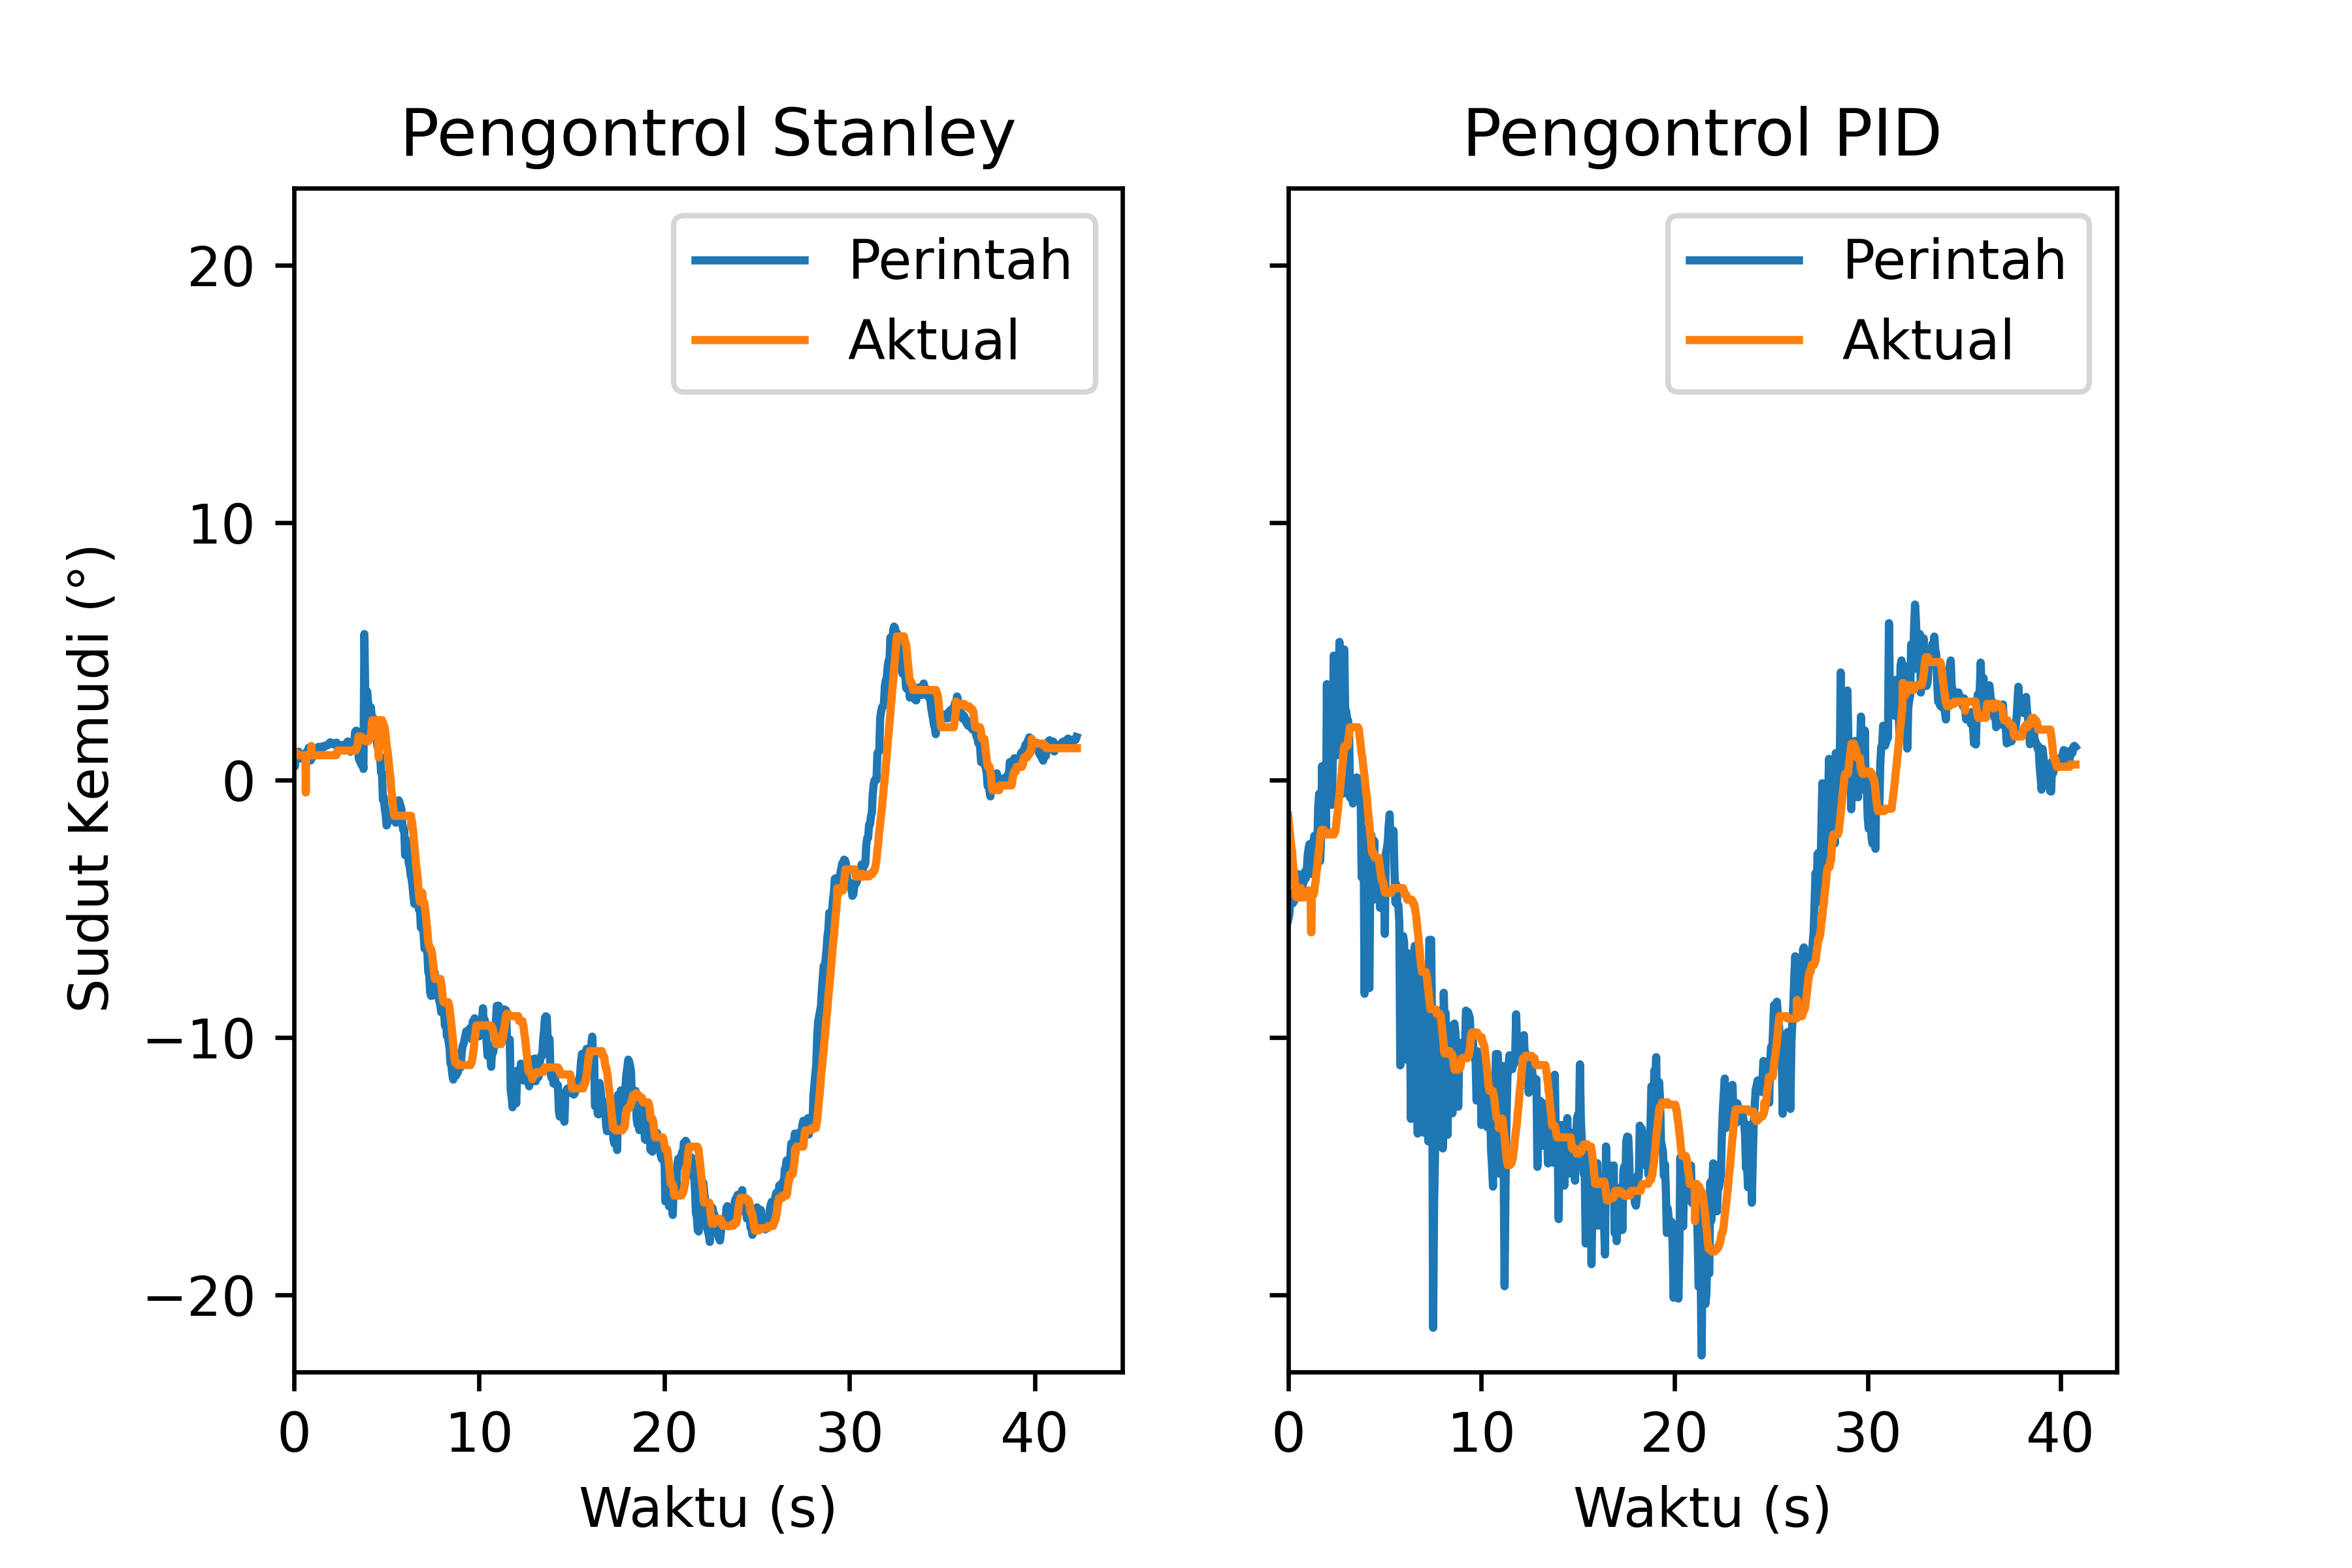 Pengontrol Stanley
Pengontrol PID
Perintah
Aktual
Perintah
Aktual
Sudut Kemudi (°)
20
10
0
−10
−20
0 10 20 30 40
0 10 20 30 40
Waktu (s)
Waktu (s)